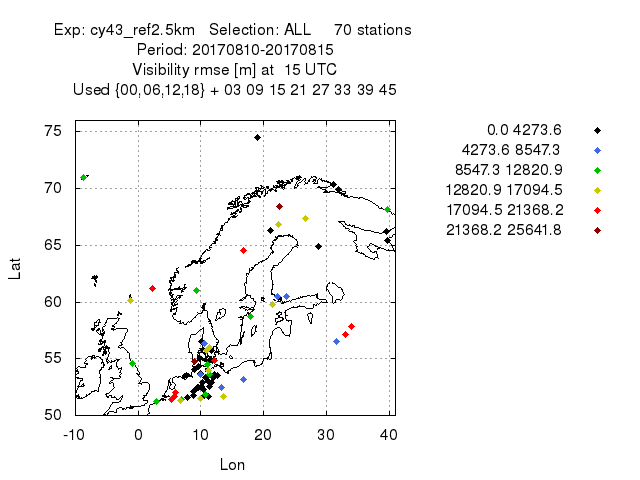 Exp: cy43_ref2.5km Selection: ALL 70 stations
Period: 20170810-20170815
Visibility rmse [m] at 15 UTC
Used {00,06,12,18} + 03 09 15 21 27 33 39 45
0.0 4273.6
4273.6 8547.3
8547.3 12820.9
12820.9 17094.5
17094.5 21368.2
21368.2 25641.8
75
70
65
60
55
50
Lat
-10 0 10 20 30 40
Lon